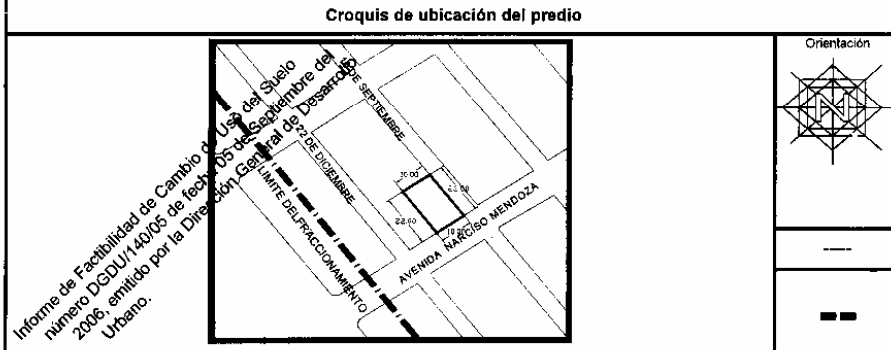 Croquis de ubicación del predio
Orientación
N
Informe de Factibilidad de Cambio de Uso del Suelo
número DGDU/140/05 de fecha 05 de Septiembre del
2006, emitido por la Dirección General de Desarrollo
Urbano.
DE SEPTIEMBRE
22 DE DICIEMBRE
LIMITE DEL FRACCIONAMIENTO
AVENIDA NARCISO MENDOZA
22.00